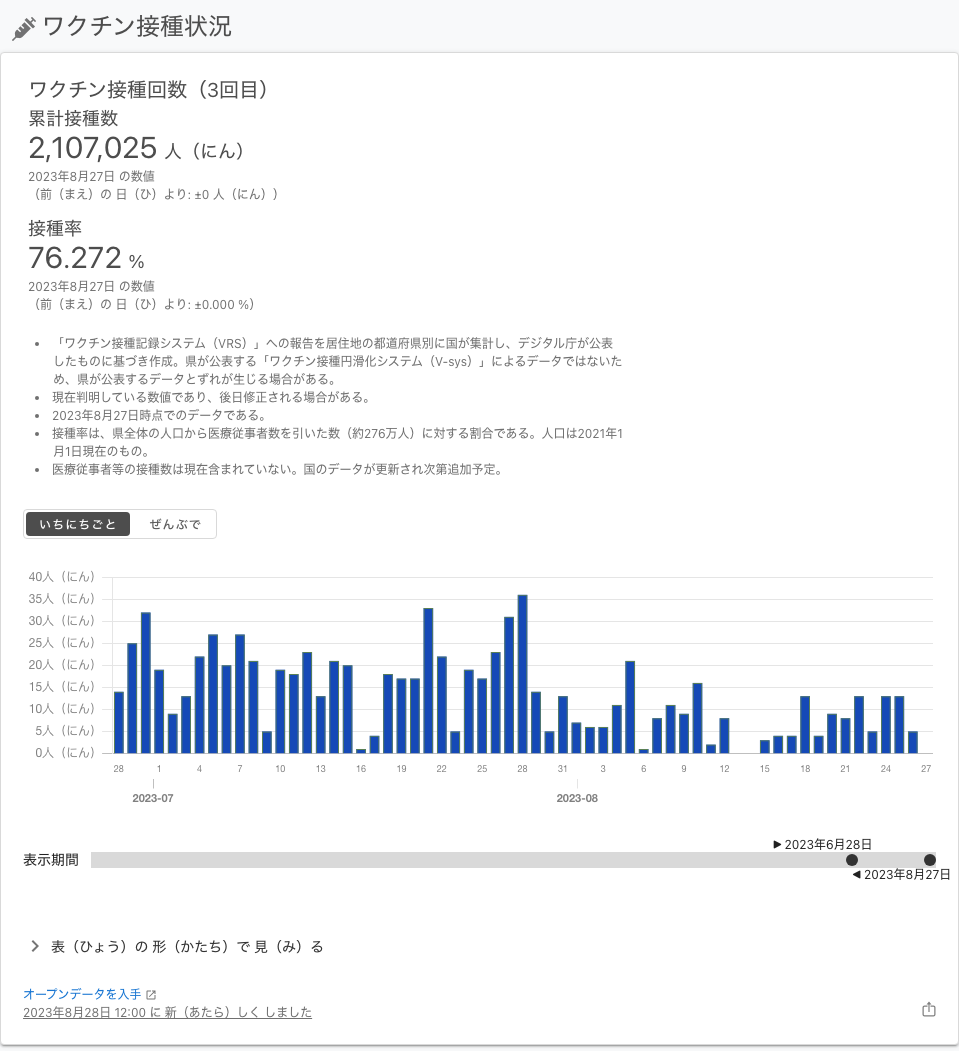 ワクチン接種状況
ワクチン接種回数（3回目）
累計接種数
2,107,025 人（にん）
2023年8月27日 の数値
（前（まえ）の 日（ひ）より: ±0 人（にん））
接種率
76.272 %
2023年8月27日 の数値
（前（まえ）の 日（ひ）より: ±0.000 %）
• 「ワクチン接種記録システム（VRS）」への報告を居住地の都道府県別に国が集計し、デジタル庁が公表
したものに基づき作成。県が公表する「ワクチン接種円滑化システム（V-sys）」によるデータではないた
め、県が公表するデータとずれが生じる場合がある。
• 現在判明している数値であり、後日修正される場合がある。
• 2023年8月27日時点でのデータである。
• 接種率は、県全体の人口から医療従事者数を引いた数（約276万人）に対する割合である。人口は2021年1
月1日現在のもの。
• 医療従事者等の接種数は現在含まれていない。国のデータが更新され次第追加予定。
いちにちごと ぜんぶで
40人（にん）
35人（にん）
30人（にん）
25人（にん）
20人（にん）
15人（にん）
10人（にん）
5人（にん）
0人（にん）
28 1 4 7 10 13 16 19 22 25 28 31 3 6 9 12 15 18 21 24 27
2023-07 2023-08
▶ 2023年6月28日
表示期間
◀ 2023年8月27日
表（ひょう）の 形（かたち）で 見（み）る
オープンデータを入手
2023年8月28日 12:00 に 新（あたら）しく しました